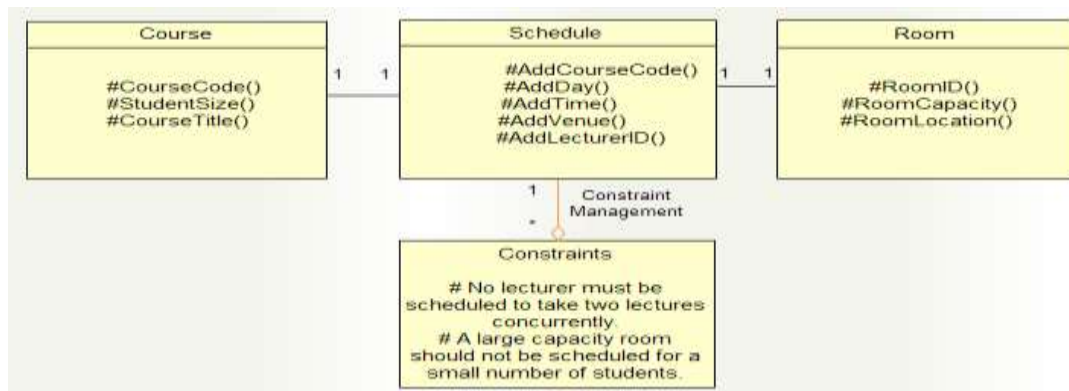 Course
#CourseCode()
#StudentSize()
#CourseTitle()
1 1
Schedule
#AddCourseCode()
#AddDay()
#AddTime()
#AddVenue()
#AddLecturerID()
1 1
Room
#RoomID()
#RoomCapacity()
#RoomLocation()
1
*
Constraint
Management
Constraints
# No lecturer must be
scheduled to take two lectures
concurrently.
# A large capacity room
should not be scheduled for a
small number of students.